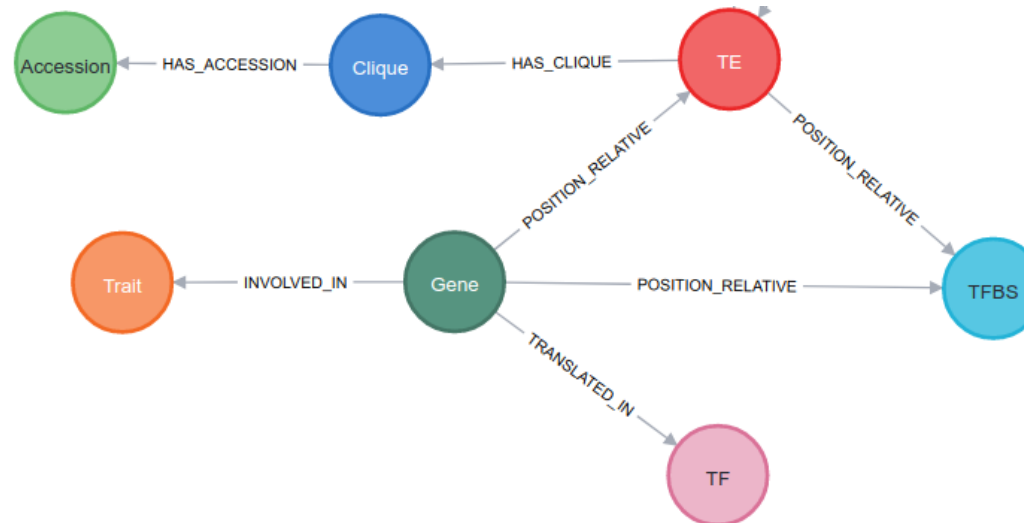 Accession
HAS_ACCESSION
Clique
HAS_CLIQUE
TE
POSITION_RELATIVE
POSITION_RELATIVE
Trait
INVOLVED_IN
Gene
POSITION_RELATIVE
TFBS
TRANSLATED_IN
TF